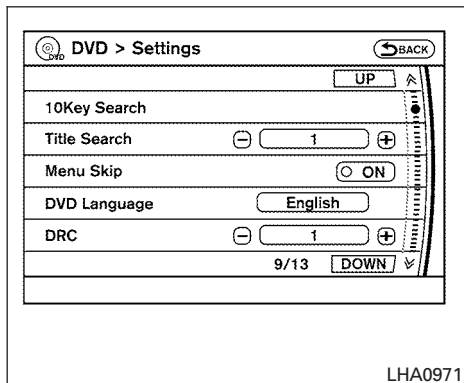 DVD DVD > Settings BACK
UP
10Key Search
Title Search − 1 +
Menu Skip ON
DVD Language English
DRC − 1 +
9/13 DOWN
LHA0971